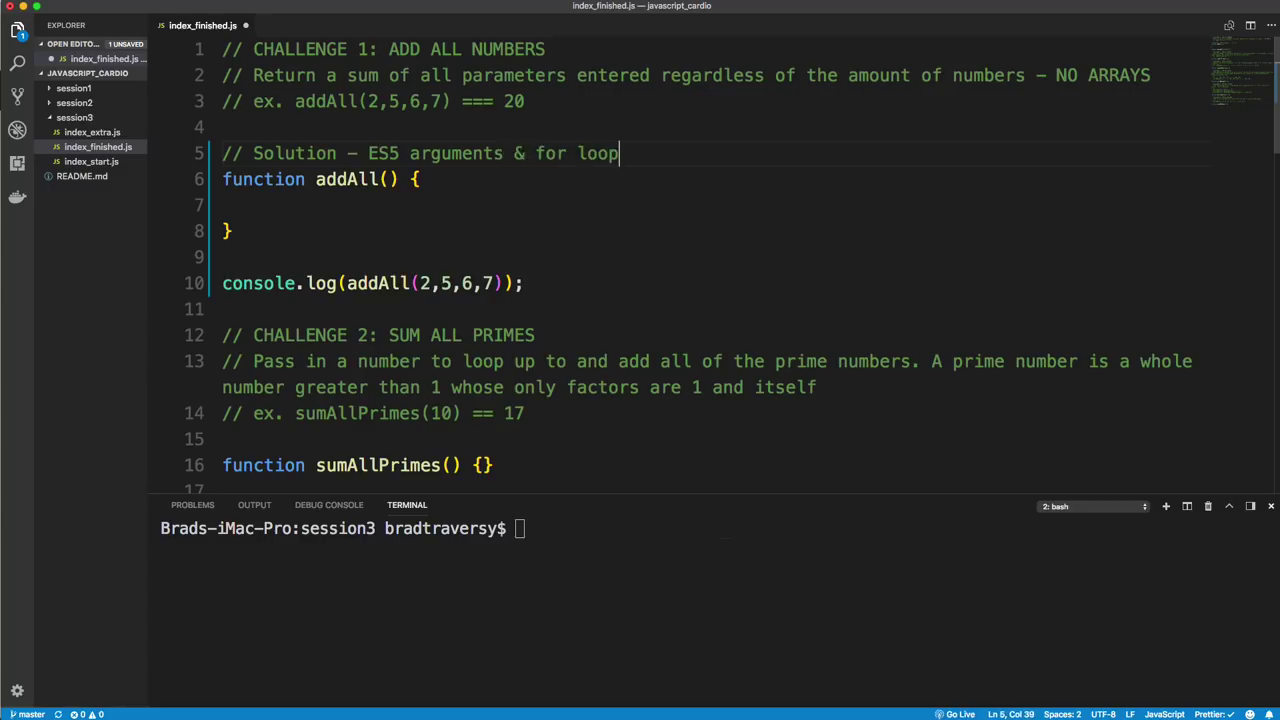 index_finished.js — javascript_cardio
EXPLORER
index_finished.js
OPEN EDITO... 1 UNSAVED
index_finished.js ...
JAVASCRIPT_CARDIO
session1
session2
session3
index_extra.js
index_finished.js
index_start.js
README.md
1
1 // CHALLENGE 1: ADD ALL NUMBERS
2 // Return a sum of all parameters entered regardless of the amount of numbers - NO ARRAYS
3 // ex. addAll(2,5,6,7) === 20
4
5 // Solution - ES5 arguments & for loop
6 function addAll() {
7
8 }
9
10 console.log(addAll(2,5,6,7));
11
12 // CHALLENGE 2: SUM ALL PRIMES
13 // Pass in a number to loop up to and add all of the prime numbers. A prime number is a whole
number greater than 1 whose only factors are 1 and itself
14 // ex. sumAllPrimes(10) == 17
15
16 function sumAllPrimes() {}
17
PROBLEMS OUTPUT DEBUG CONSOLE TERMINAL 2: bash
Brads-iMac-Pro:session3 bradtraversy$
master 0 0 Go Live Ln 5, Col 39 Spaces: 2 UTF-8 LF JavaScript Prettier: ✓